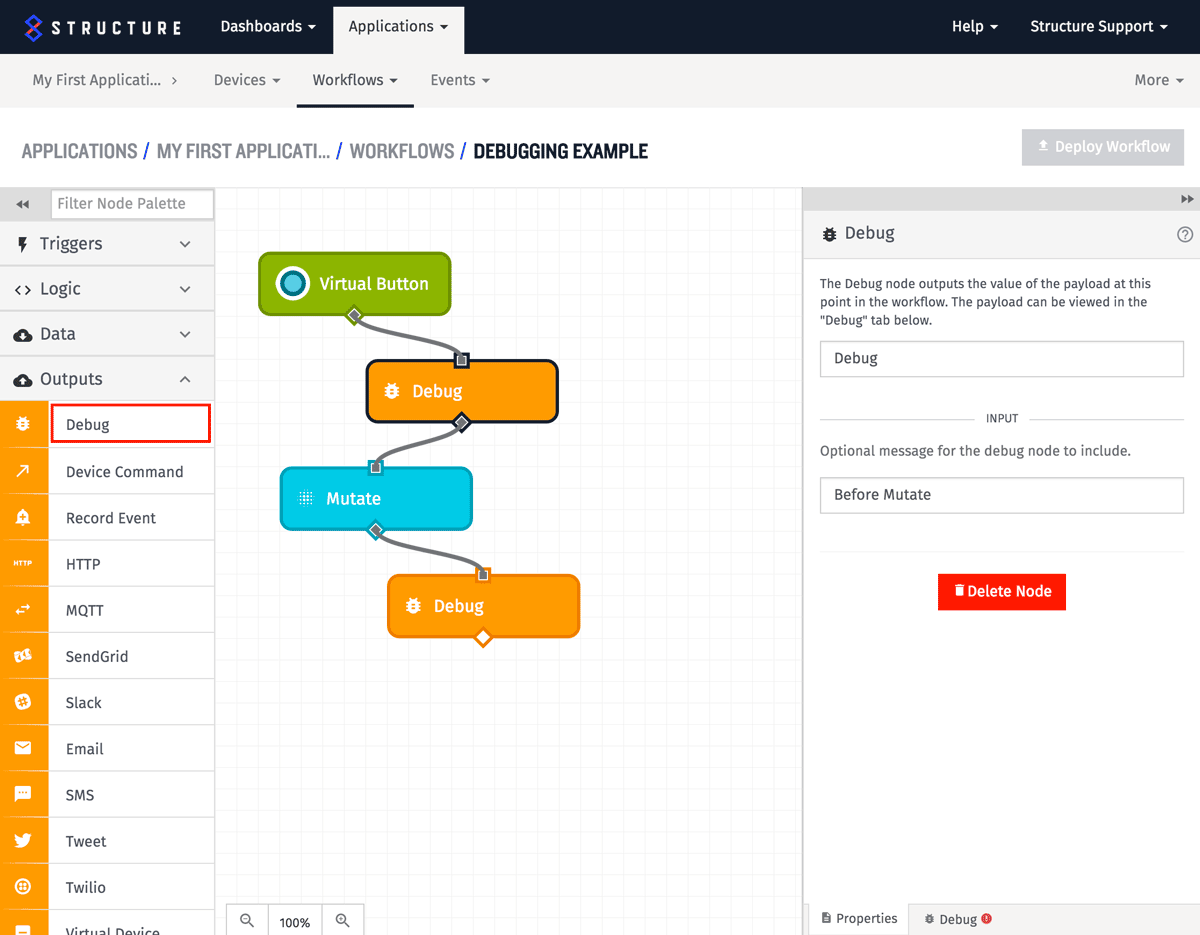 STRUCTURE
Dashboards
Applications
Help
Structure Support
My First Applicati...
Devices
Workflows
Events
More
APPLICATIONS / MY FIRST APPLICATI... / WORKFLOWS / DEBUGGING EXAMPLE
Deploy Workflow
Filter Node Palette
Triggers
Logic
Data
Outputs
Debug
Device Command
Record Event
HTTP
HTTP
MQTT
SendGrid
Slack
Email
SMS
Tweet
Twilio
Virtual Device
Virtual Button
Debug
Mutate
Debug
100%
Debug
The Debug node outputs the value of the payload at this
point in the workflow. The payload can be viewed in the
"Debug" tab below.
Debug
INPUT
Optional message for the debug node to include.
Before Mutate
Delete Node
Properties
Debug